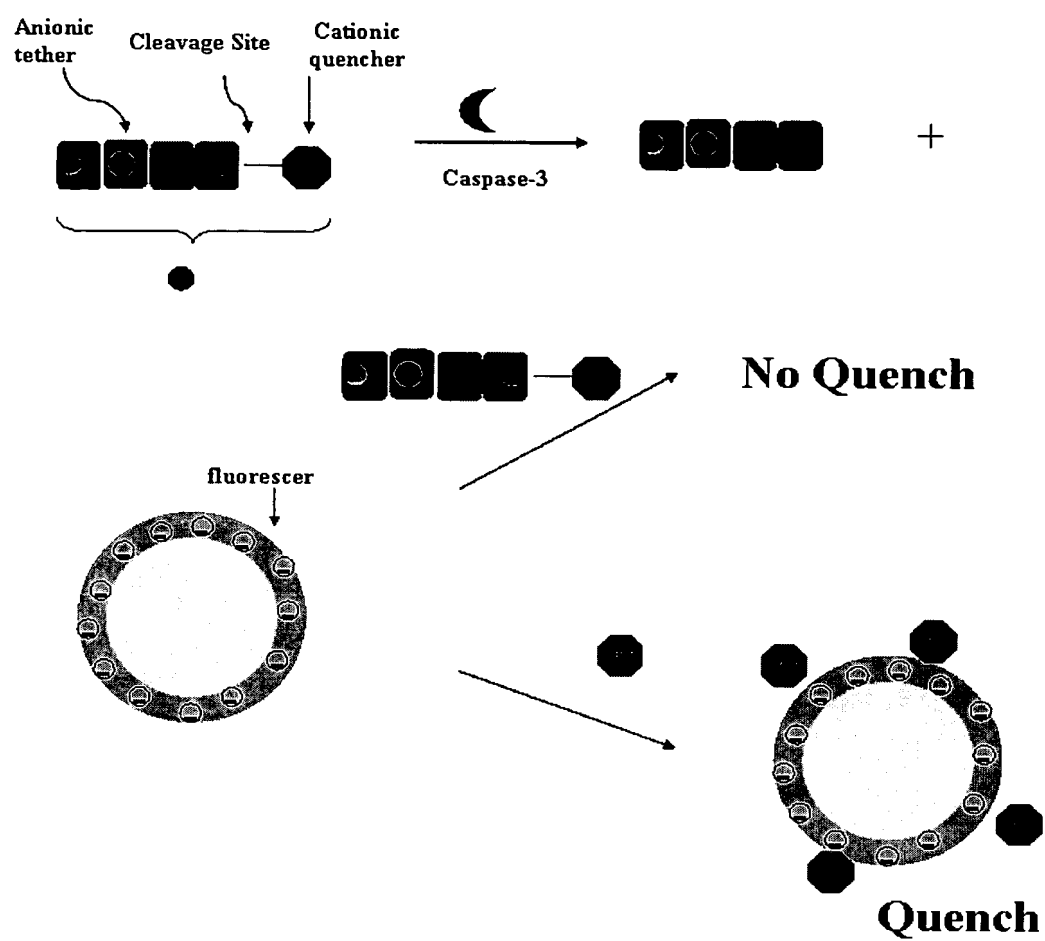 Anionic
tether
Cleavage Site
Cationic
quencher
Caspase-3
+
No Quench
fluorescer
Quench